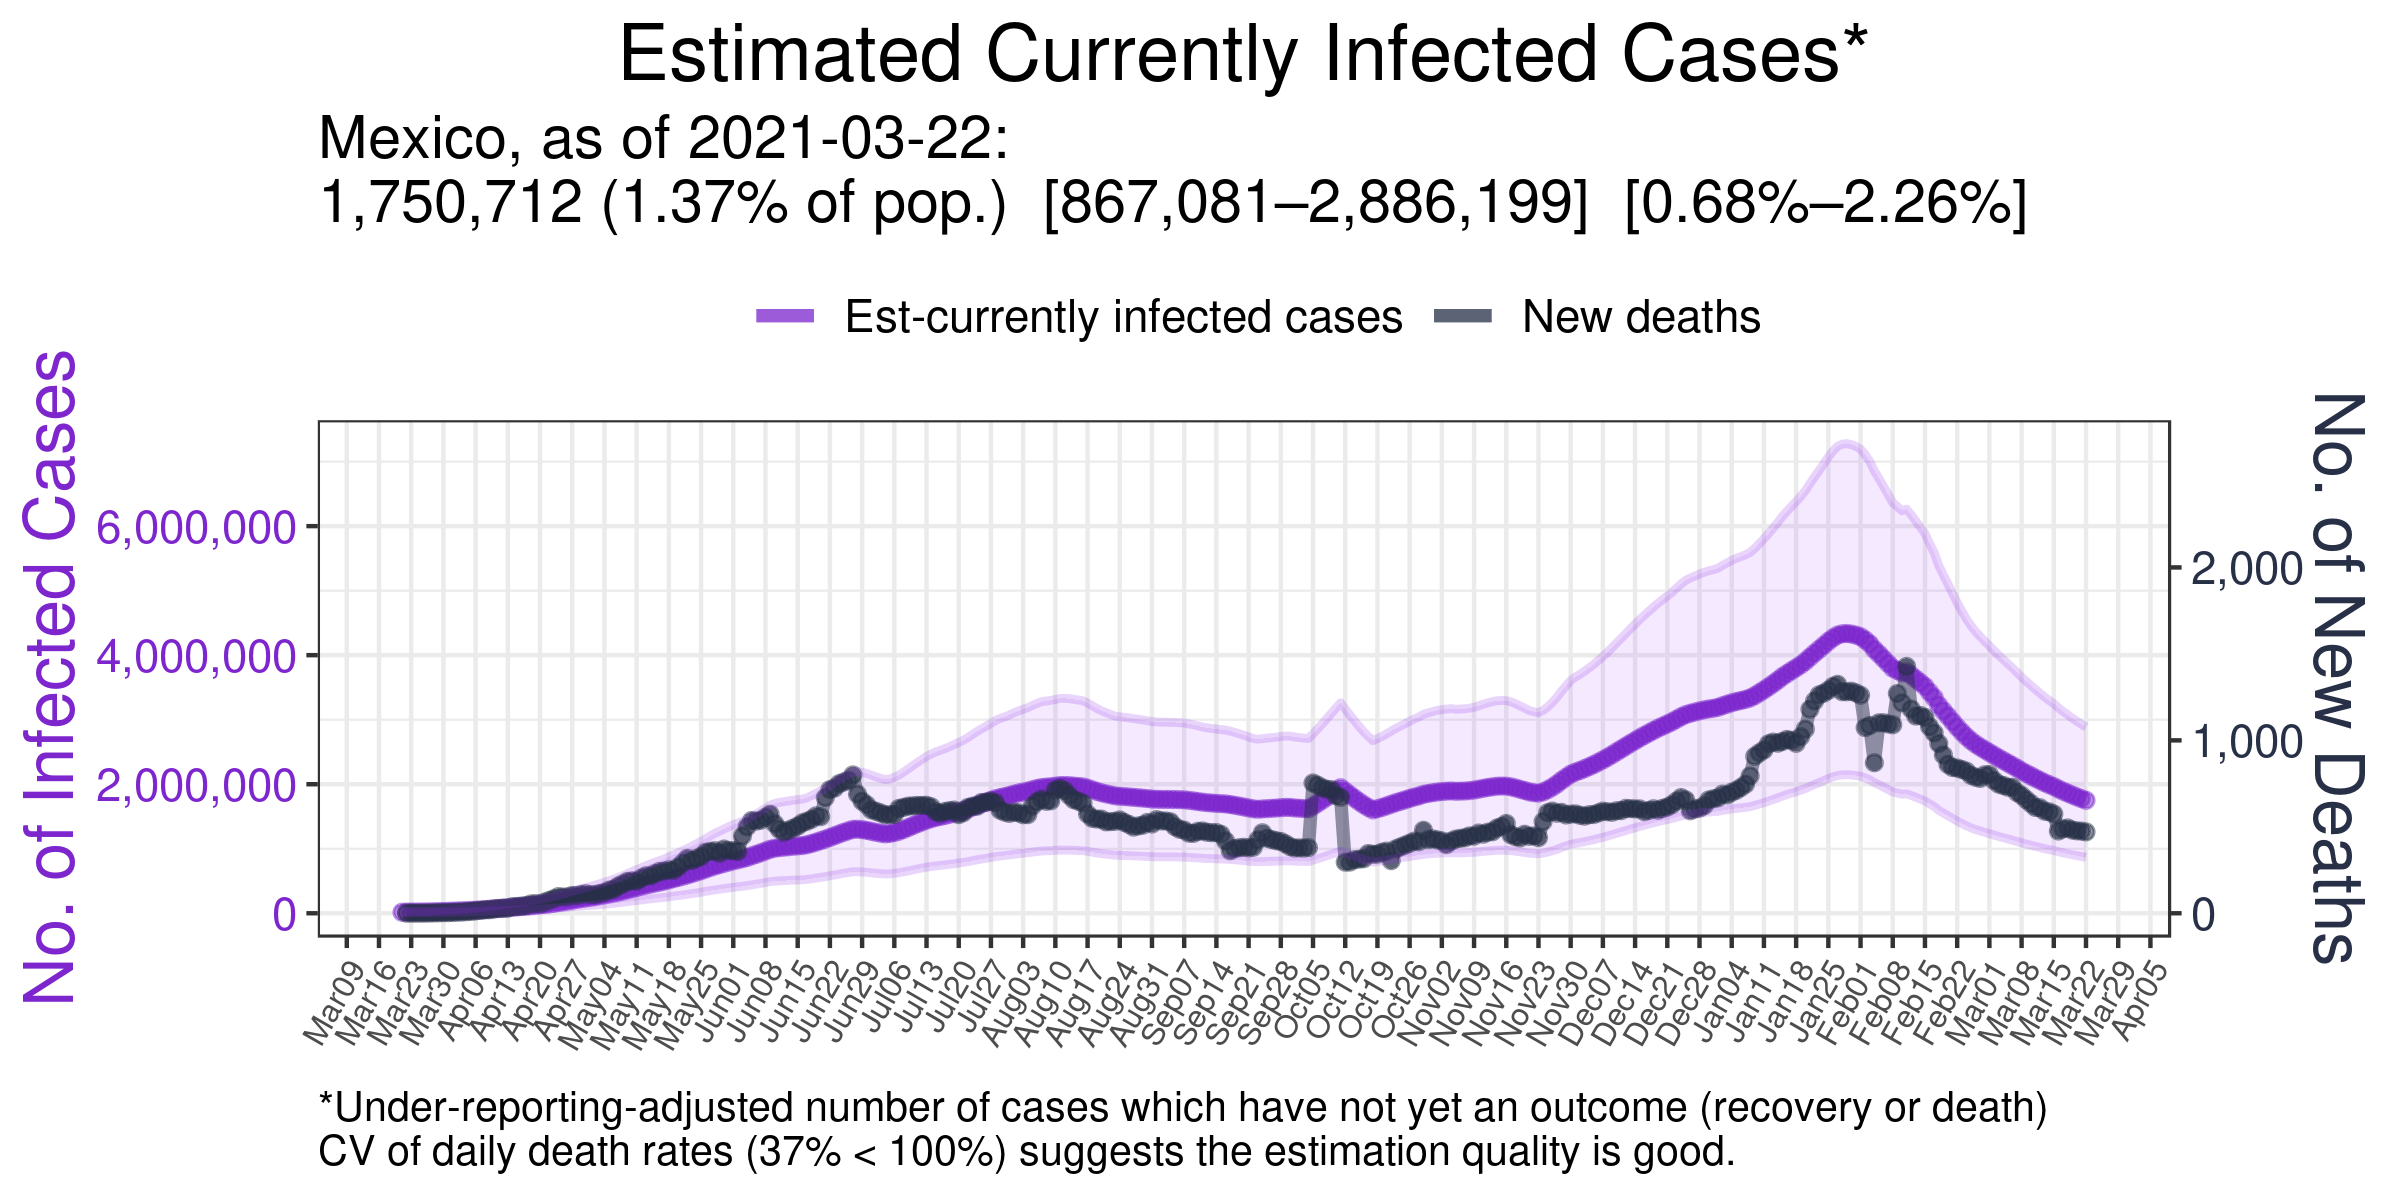 Estimated Currently Infected Cases*
Mexico, as of 2021-03-22:
1,750,712 (1.37% of pop.) [867,081–2,886,199] [0.68%–2.26%]
Est-currently infected cases
New deaths
No. of Infected Cases
6,000,000
4,000,000
2,000,000
0
2,000
1,000
0
No. of New Deaths
Mar09
Mar16
Mar23
Mar30
Apr06
Apr13
Apr20
Apr27
May04
May11
May18
May25
Jun01
Jun08
Jun15
Jun22
Jun29
Jul06
Jul13
Jul20
Jul27
Aug03
Aug10
Aug17
Aug24
Aug31
Sep07
Sep14
Sep21
Sep28
Oct05
Oct12
Oct19
Oct26
Nov02
Nov09
Nov16
Nov23
Nov30
Dec07
Dec14
Dec21
Dec28
Jan04
Jan11
Jan18
Jan25
Feb01
Feb08
Feb15
Feb22
Mar01
Mar08
Mar15
Mar22
Mar29
Apr05
*Under-reporting-adjusted number of cases which have not yet an outcome (recovery or death)
CV of daily death rates (37% < 100%) suggests the estimation quality is good.